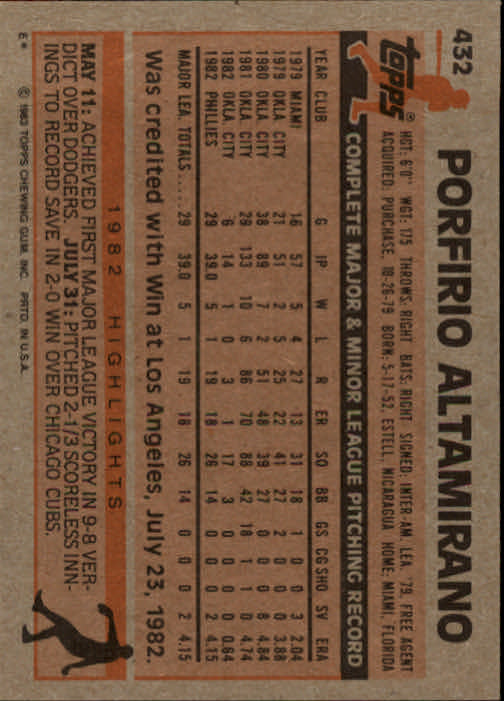 432
topps®
PORFIRIO ALTAMIRANO
HGT: 6'0" WGT: 175 THROWS: RIGHT BATS: RIGHT SIGNED: INTER-AM. LEA. '79, FREE AGENT
ACQUIRED: PURCHASE, 10-26-79 BORN: 5-17-52, ESTELL, NICARAGUA HOME: MIAMI, FLORIDA
COMPLETE MAJOR & MINOR LEAGUE PITCHING RECORD
YEAR CLUB G IP W L R ER SO BB GS CG SHO SV ERA
1979 MIAMI 16 57 5 4 27 13 31 18 1 0 0 3 2.04
1979 OKLA CITY 21 51 2 5 25 22 41 27 2 0 0 3.88
1980 OKLA CITY 38 89 7 2 51 48 39 27 0 0 0 8 4.84
1981 OKLA CITY 29 133 10 6 86 70 88 42 18 1 1 0 4.74
1982 OKLA CITY 6 14 1 0 3 1 17 3 0 0 0 0.64
1982 PHILLIES 29 39.0 5 1 19 18 26 14 0 0 0 2 4.15
MAJOR LEA. TOTALS..... 29 39.0 5 1 19 18 26 14 0 0 0 2 4.15
Was credited with Win at Los Angeles, July 23, 1982.
1982 HIGHLIGHTS
MAY 11: ACHIEVED FIRST MAJOR LEAGUE VICTORY IN 9-8 VER-
DICT OVER DODGERS. JULY 31: PITCHED 2-1/3 SCORELESS INN-
INGS TO RECORD SAVE IN 2-0 WIN OVER CHICAGO CUBS.
E* © 1983 TOPPS CHEWING GUM, INC. PRTD. IN U.S.A.